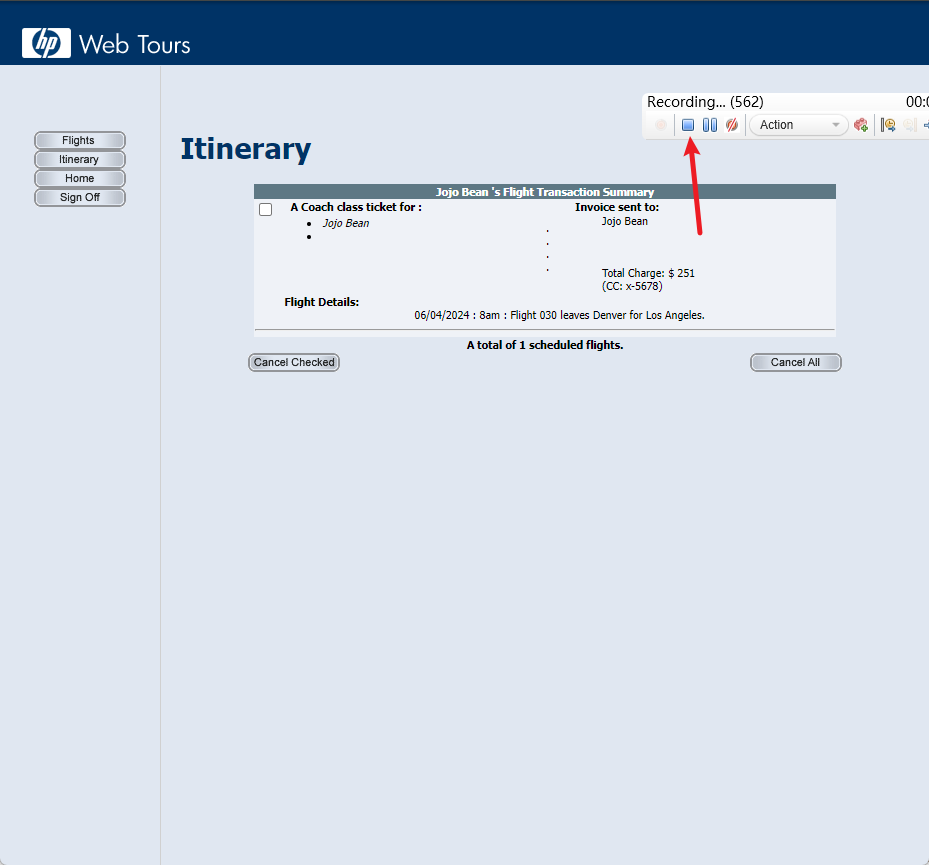 hp Web Tours
Recording... (562) 00:0
Action
Flights
Itinerary
Home
Sign Off
Itinerary
Jojo Bean 's Flight Transaction Summary
A Coach class ticket for : Invoice sent to:
Jojo Bean Jojo Bean
Total Charge: $ 251
(CC: x-5678)
Flight Details:
06/04/2024 : 8am : Flight 030 leaves Denver for Los Angeles.
A total of 1 scheduled flights.
Cancel Checked Cancel All